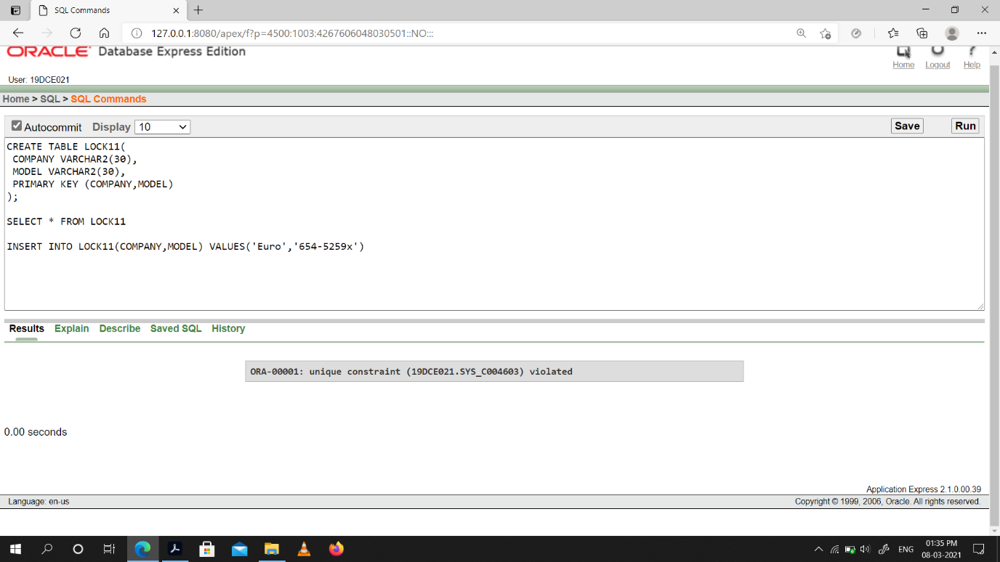 SQL Commands
127.0.0.1:8080/apex/f?p=4500:1003:4267606048030501::NO:::
ORACLE Database Express Edition
Home Logout Help
User: 19DCE021
Home > SQL > SQL Commands
Autocommit Display 10 Save Run
CREATE TABLE LOCK11(
COMPANY VARCHAR2(30),
MODEL VARCHAR2(30),
PRIMARY KEY (COMPANY,MODEL)
);
SELECT * FROM LOCK11
INSERT INTO LOCK11(COMPANY,MODEL) VALUES('Euro','654-5259x')
Results Explain Describe Saved SQL History
ORA-00001: unique constraint (19DCE021.SYS_C004603) violated
0.00 seconds
Application Express 2.1.0.00.39
Language: en-us Copyright © 1999, 2006, Oracle. All rights reserved.
ENG 01:35 PM
08-03-2021